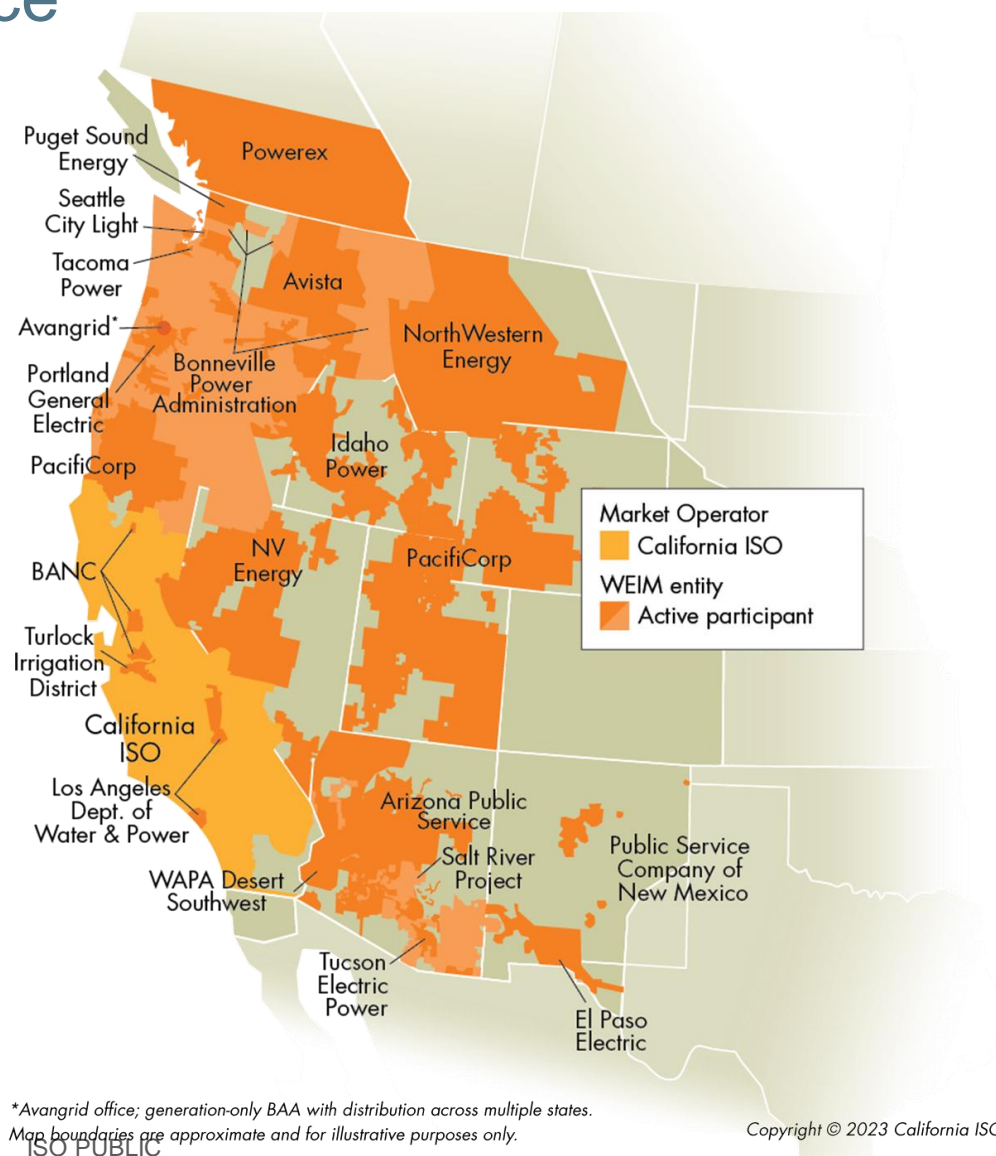 ce
Puget Sound
Energy
Powerex
Seattle
City Light
Tacoma
Power
Avista
Avangrid*
NorthWestern
Energy
Bonneville
Power
Administration
Portland
General
Electric
Idaho
Power
PacifiCorp
Market Operator
California ISO
WEIM entity
Active participant
NV
Energy
PacifiCorp
BANC
Turlock
Irrigation
District
California
ISO
Los Angeles
Dept. of
Water & Power
Arizona Public
Service
Salt River
Project
Public Service
Company of
New Mexico
WAPA Desert
Southwest
Tucson
Electric
Power
El Paso
Electric
*Avangrid office; generation-only BAA with distribution across multiple states.
Map boundaries are approximate and for illustrative purposes only.
Copyright © 2023 California ISO
ISO PUBLIC